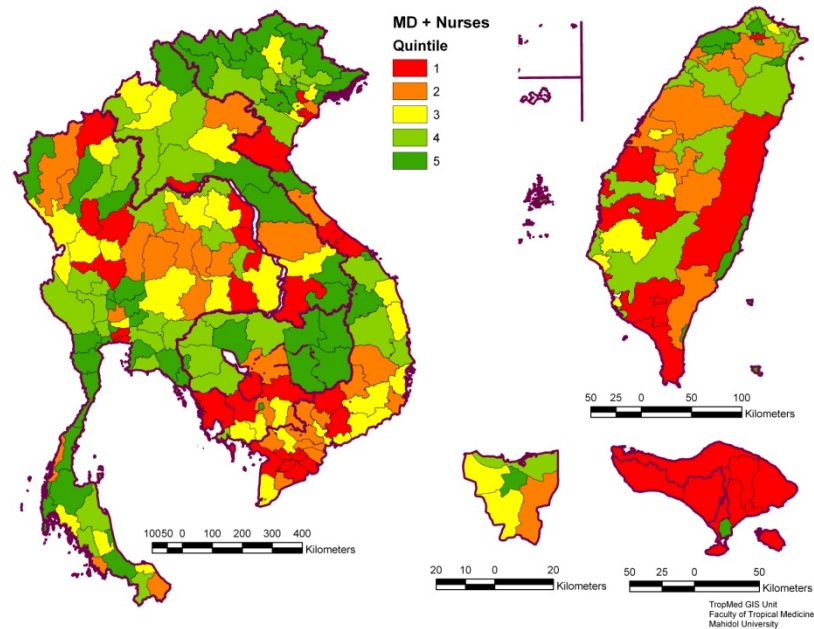 MD + Nurses
Quintile
1
2
3
4
5
50 25 0 50 100
Kilometers
10050 0 100 200 300 400
Kilometers
20 10 0 20
Kilometers
50 25 0 50
Kilometers
TropMed GIS Unit
Faculty of Tropical Medicine
Mahidol University